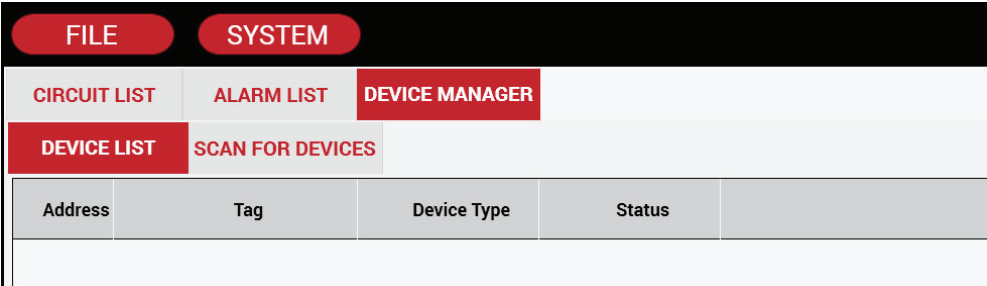 FILE SYSTEM
CIRCUIT LIST ALARM LIST DEVICE MANAGER
DEVICE LIST SCAN FOR DEVICES
Address Tag Device Type Status